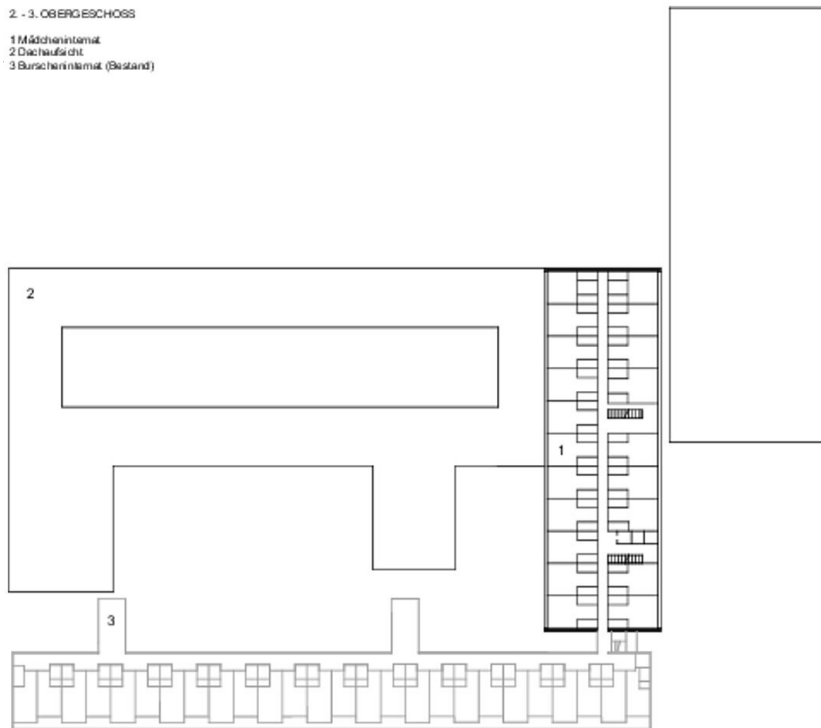 2. - 3. OBERGESCHOSS
1 Mädcheninternat
2 Dachaufsicht
3 Burscheninternat (Bestand)
2
1
3